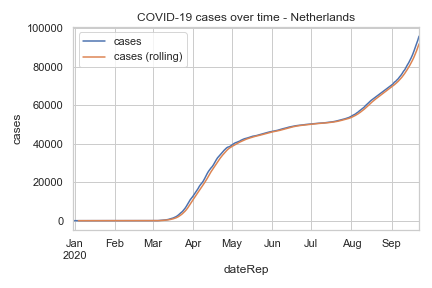 COVID-19 cases over time - Netherlands
100000
80000
60000
40000
20000
0
cases
cases
cases (rolling)
Jan
2020
Feb
Mar
Apr
May
Jun
Jul
Aug
Sep
dateRep